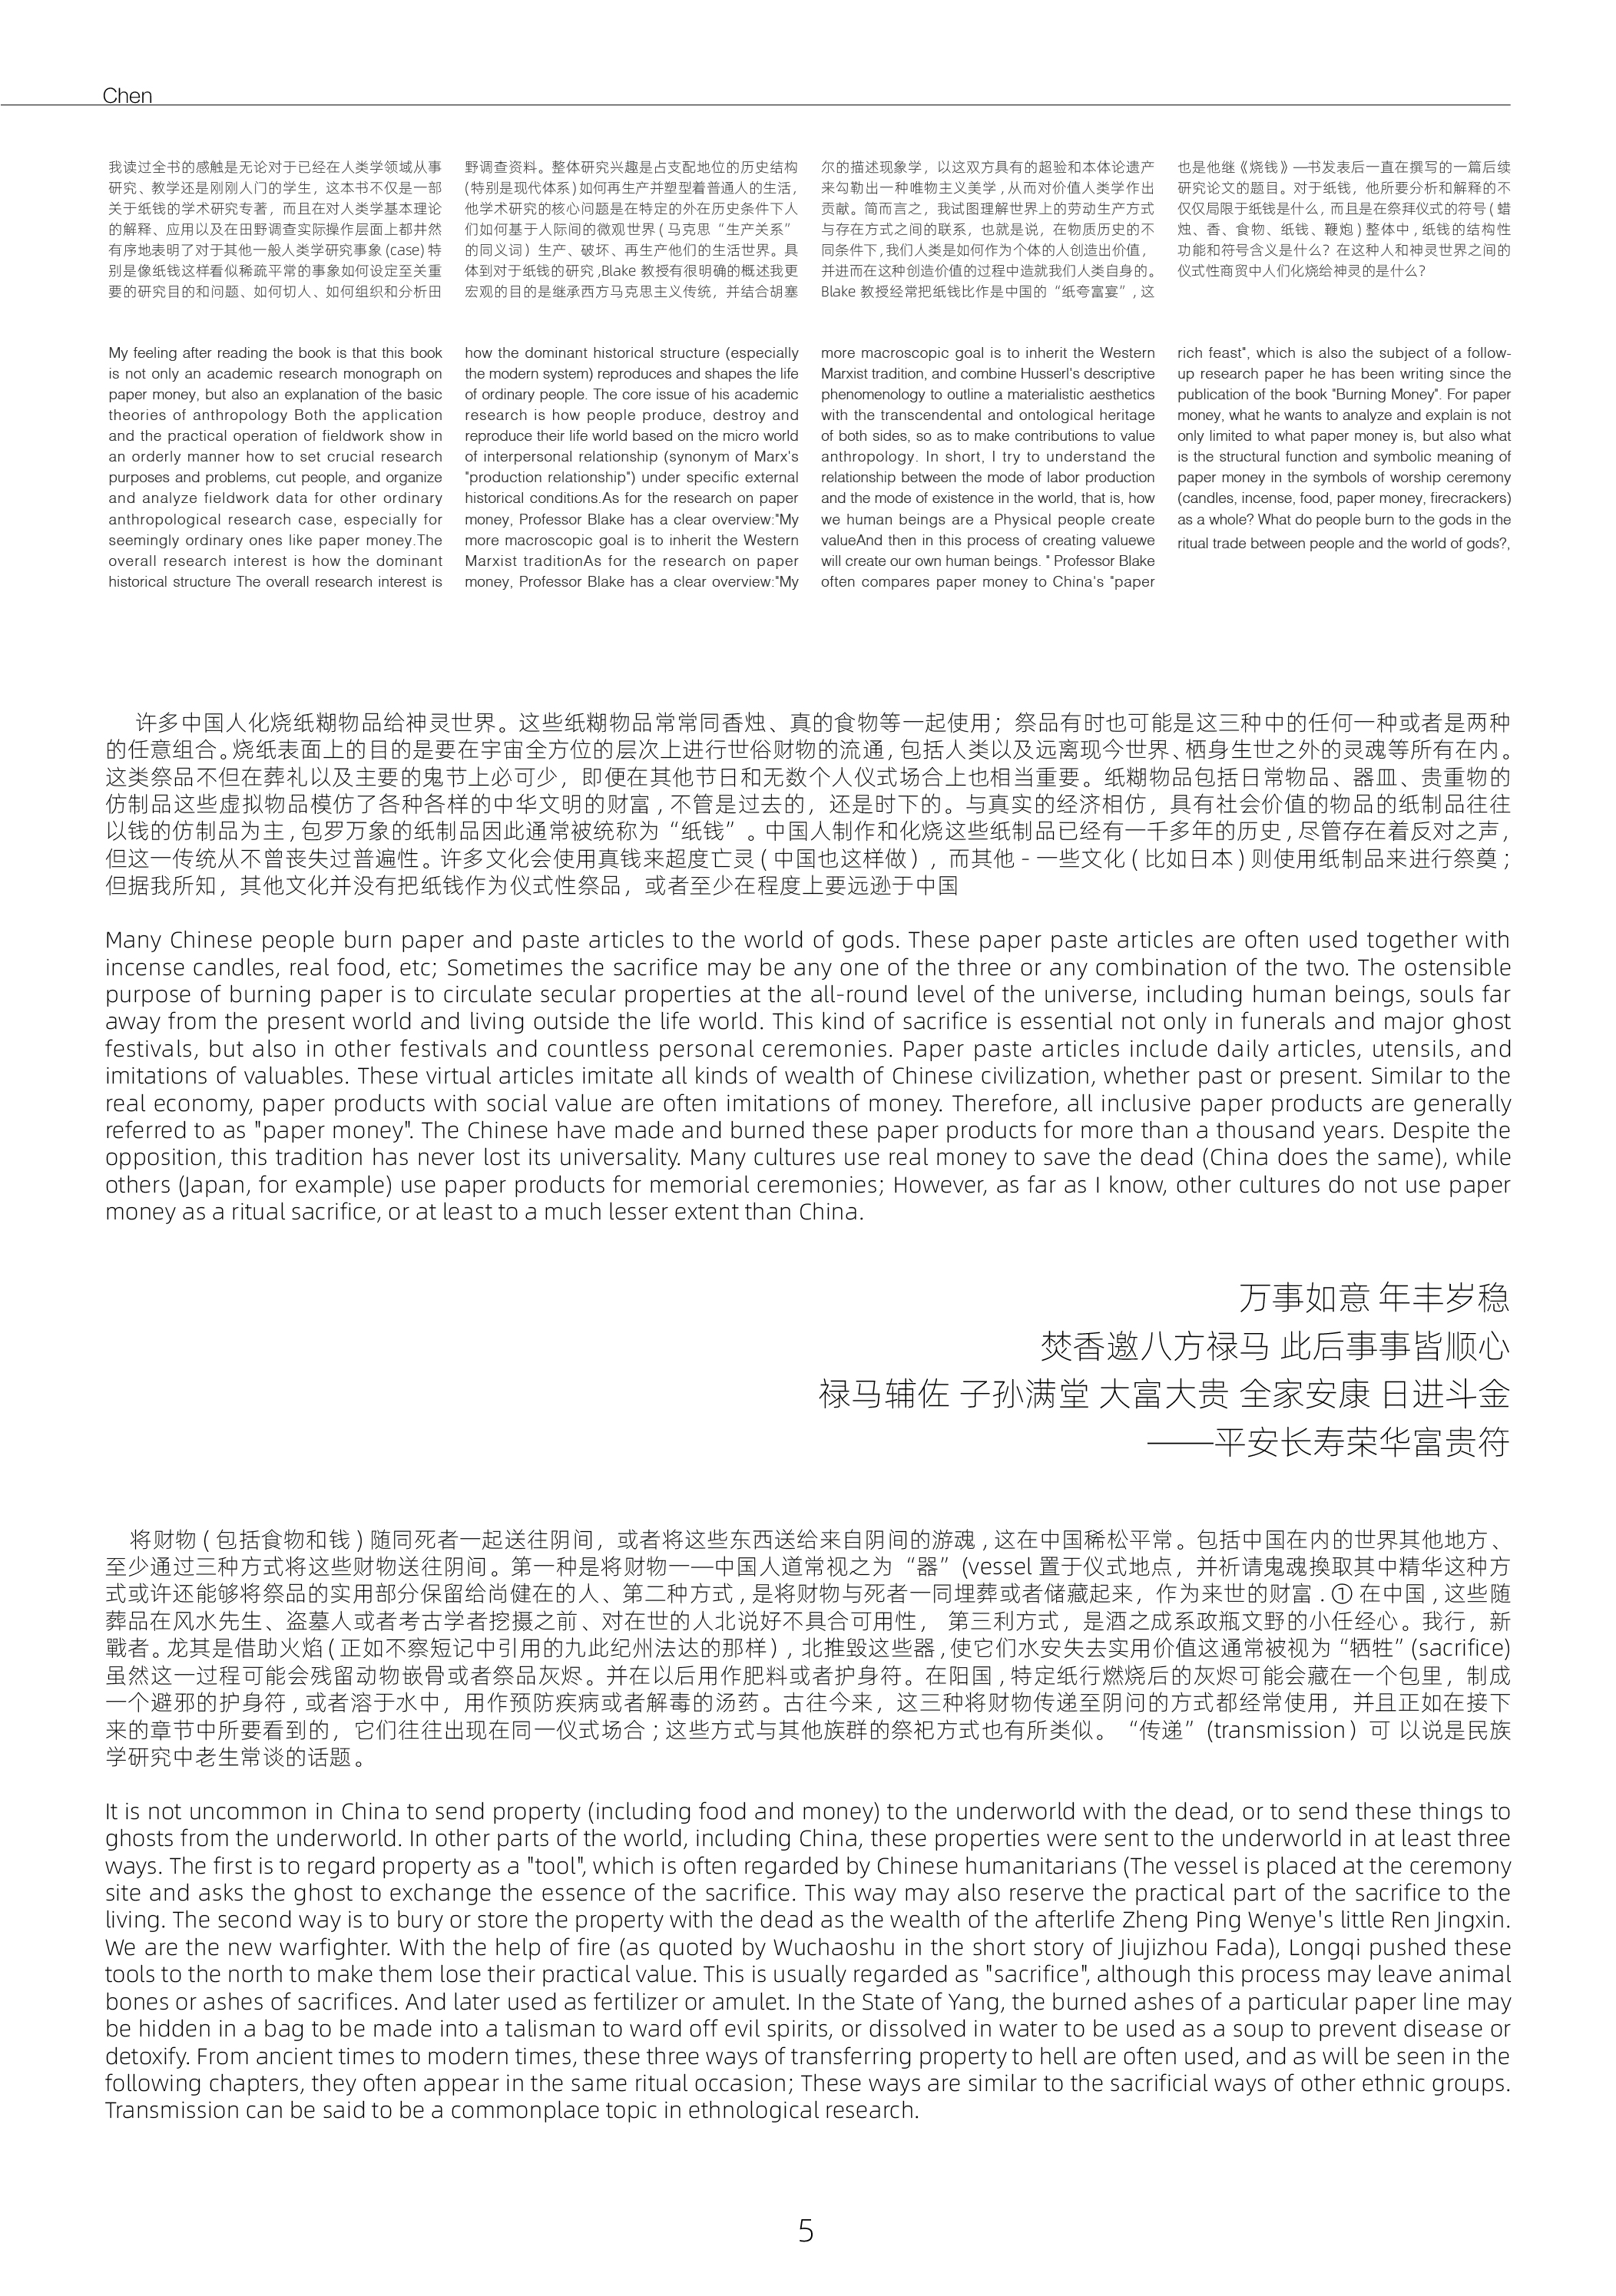 Chen
我读过全书的感触是无论对于已经在人类学领域从事
研究、教学还是刚刚人门的学生，这本书不仅是一部
关于纸钱的学术研究专著，而且在对人类学基本理论
的解释、应用以及在田野调查实际操作层面上都井然
有序地表明了对于其他一般人类学研究事象 (case) 特
别是像纸钱这样看似稀疏平常的事象如何设定至关重
要的研究目的和问题、如何切人、如何组织和分析田
野调查资料。整体研究兴趣是占支配地位的历史结构
(特别是现代体系) 如何再生产并塑型着普通人的生活，
他学术研究的核心问题是在特定的外在历史条件下人
们如何基于人际间的微观世界 ( 马克思“生产关系”
的同义词）生产、破坏、再生产他们的生活世界。具
体到对于纸钱的研究 ,Blake 教授有很明确的概述我更
宏观的目的是继承西方马克思主义传统，并结合胡塞
尔的描述现象学，以这双方具有的超验和本体论遗产
来勾勒出一种唯物主义美学 , 从而对价值人类学作出
贡献。简而言之，我试图理解世界上的劳动生产方式
与存在方式之间的联系，也就是说，在物质历史的不
同条件下 , 我们人类是如何作为个体的人创造出价值，
并进而在这种创造价值的过程中造就我们人类自身的。
Blake 教授经常把纸钱比作是中国的“纸夸富宴”, 这
也是他继《烧钱》—书发表后一直在撰写的一篇后续
研究论文的题目。对于纸钱，他所要分析和解释的不
仅仅局限于纸钱是什么，而且是在祭拜仪式的符号 ( 蜡
烛、香、食物、纸钱、鞭炮 ) 整体中 , 纸钱的结构性
功能和符号含义是什么？在这种人和神灵世界之间的
仪式性商贸中人们化烧给神灵的是什么？
My feeling after reading the book is that this book
is not only an academic research monograph on
paper money, but also an explanation of the basic
theories of anthropology Both the application
and the practical operation of fieldwork show in
an orderly manner how to set crucial research
purposes and problems, cut people, and organize
and analyze fieldwork data for other ordinary
anthropological research case, especially for
seemingly ordinary ones like paper money.The
overall research interest is how the dominant
historical structure The overall research interest is
how the dominant historical structure (especially
the modern system) reproduces and shapes the life
of ordinary people. The core issue of his academic
research is how people produce, destroy and
reproduce their life world based on the micro world
of interpersonal relationship (synonym of Marx's
"production relationship") under specific external
historical conditions.As for the research on paper
money, Professor Blake has a clear overview:"My
more macroscopic goal is to inherit the Western
Marxist traditionAs for the research on paper
money, Professor Blake has a clear overview:"My
more macroscopic goal is to inherit the Western
Marxist tradition, and combine Husserl's descriptive
phenomenology to outline a materialistic aesthetics
with the transcendental and ontological heritage
of both sides, so as to make contributions to value
anthropology. In short, I try to understand the
relationship between the mode of labor production
and the mode of existence in the world, that is, how
we human beings are a Physical people create
valueAnd then in this process of creating valuewe
will create our own human beings. " Professor Blake
often compares paper money to China's "paper
rich feast", which is also the subject of a follow-
up research paper he has been writing since the
publication of the book "Burning Money". For paper
money, what he wants to analyze and explain is not
only limited to what paper money is, but also what
is the structural function and symbolic meaning of
paper money in the symbols of worship ceremony
(candles, incense, food, paper money, firecrackers)
as a whole? What do people burn to the gods in the
ritual trade between people and the world of gods?,
许多中国人化烧纸糊物品给神灵世界。这些纸糊物品常常同香烛、真的食物等一起使用；祭品有时也可能是这三种中的任何一种或者是两种
的任意组合。烧纸表面上的目的是要在宇宙全方位的层次上进行世俗财物的流通 , 包括人类以及远离现今世界、栖身生世之外的灵魂等所有在内。
这类祭品不但在葬礼以及主要的鬼节上必可少，即便在其他节日和无数个人仪式场合上也相当重要。纸糊物品包括日常物品、器皿、贵重物的
仿制品这些虚拟物品模仿了各种各样的中华文明的财富 , 不管是过去的，还是时下的。与真实的经济相仿，具有社会价值的物品的纸制品往往
以钱的仿制品为主 , 包罗万象的纸制品因此通常被统称为“纸钱”。中国人制作和化烧这些纸制品已经有一千多年的历史 , 尽管存在着反对之声，
但这一传统从不曾丧失过普遍性。许多文化会使用真钱来超度亡灵 ( 中国也这样做），而其他 - 一些文化 ( 比如日本 ) 则使用纸制品来进行祭奠；
但据我所知，其他文化并没有把纸钱作为仪式性祭品，或者至少在程度上要远逊于中国
Many Chinese people burn paper and paste articles to the world of gods. These paper paste articles are often used together with
incense candles, real food, etc; Sometimes the sacrifice may be any one of the three or any combination of the two. The ostensible
purpose of burning paper is to circulate secular properties at the all-round level of the universe, including human beings, souls far
away from the present world and living outside the life world. This kind of sacrifice is essential not only in funerals and major ghost
festivals, but also in other festivals and countless personal ceremonies. Paper paste articles include daily articles, utensils, and
imitations of valuables. These virtual articles imitate all kinds of wealth of Chinese civilization, whether past or present. Similar to the
real economy, paper products with social value are often imitations of money. Therefore, all inclusive paper products are generally
referred to as "paper money". The Chinese have made and burned these paper products for more than a thousand years. Despite the
opposition, this tradition has never lost its universality. Many cultures use real money to save the dead (China does the same), while
others (Japan, for example) use paper products for memorial ceremonies; However, as far as I know, other cultures do not use paper
money as a ritual sacrifice, or at least to a much lesser extent than China.
万事如意 年丰岁稳
焚香邀八方禄马 此后事事皆顺心
禄马辅佐 子孙满堂 大富大贵 全家安康 日进斗金
——平安长寿荣华富贵符
将财物 ( 包括食物和钱 ) 随同死者一起送往阴间，或者将这些东西送给来自阴间的游魂 , 这在中国稀松平常。包括中国在内的世界其他地方、
至少通过三种方式将这些财物送往阴间。第一种是将财物一—中国人道常视之为“器”(vessel 置于仪式地点，并祈请鬼魂換取其中精华这种方
式或许还能够将祭品的实用部分保留给尚健在的人、第二种方式 , 是将财物与死者一同埋葬或者储藏起来，作为来世的财富 . ① 在中国 , 这些随
葬品在风水先生、盗墓人或者考古学者挖摄之前、对在世的人北说好不具合可用性， 第三利方式，是酒之成系政瓶文野的小任经心。我行，新
戰者。龙其是借助火焰 ( 正如不察短记中引用的九此纪州法达的那样），北推毁这些器 , 使它们水安失去实用价值这通常被视为“牺牲”(sacrifice)
虽然这一过程可能会残留动物嵌骨或者祭品灰烬。并在以后用作肥料或者护身符。在阳国 , 特定纸行燃烧后的灰烬可能会藏在一个包里，制成
一个避邪的护身符 , 或者溶于水中，用作预防疾病或者解毒的汤药。古往今来，这三种将财物传递至阴问的方式都经常使用，并且正如在接下
来的章节中所要看到的，它们往往出现在同一仪式场合 ; 这些方式与其他族群的祭祀方式也有所类似。“传递”(transmission）可 以说是民族
学研究中老生常谈的话题。
It is not uncommon in China to send property (including food and money) to the underworld with the dead, or to send these things to
ghosts from the underworld. In other parts of the world, including China, these properties were sent to the underworld in at least three
ways. The first is to regard property as a "tool", which is often regarded by Chinese humanitarians (The vessel is placed at the ceremony
site and asks the ghost to exchange the essence of the sacrifice. This way may also reserve the practical part of the sacrifice to the
living. The second way is to bury or store the property with the dead as the wealth of the afterlife Zheng Ping Wenye's little Ren Jingxin.
We are the new warfighter. With the help of fire (as quoted by Wuchaoshu in the short story of Jiujizhou Fada), Longqi pushed these
tools to the north to make them lose their practical value. This is usually regarded as "sacrifice", although this process may leave animal
bones or ashes of sacrifices. And later used as fertilizer or amulet. In the State of Yang, the burned ashes of a particular paper line may
be hidden in a bag to be made into a talisman to ward off evil spirits, or dissolved in water to be used as a soup to prevent disease or
detoxify. From ancient times to modern times, these three ways of transferring property to hell are often used, and as will be seen in the
following chapters, they often appear in the same ritual occasion; These ways are similar to the sacrificial ways of other ethnic groups.
Transmission can be said to be a commonplace topic in ethnological research.
5